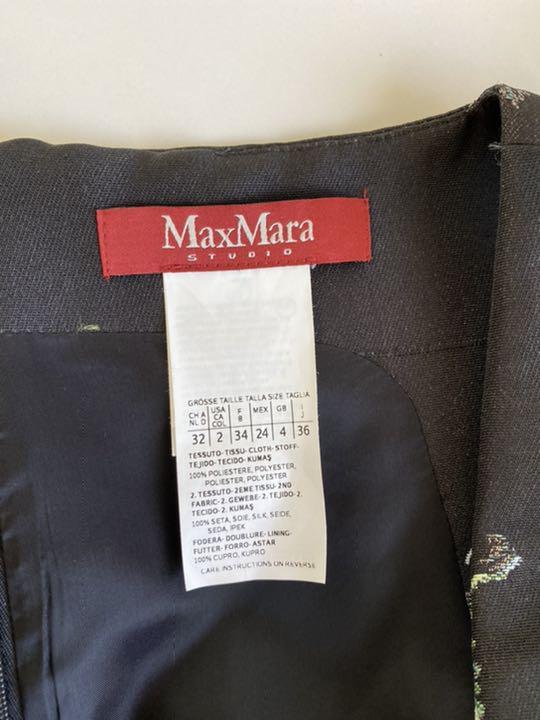 MaxMara
STUDIO
GRÖSSE TAILLE TALLA SIZE TAGLIA
CH A NL D USA CA COL F B MEX GB I J
32 2 34 24 4 36
TESSUTO-TISSU-CLOTH-STOFF-
TEJIDO-TECIDO-KUMAŞ
100% POLIESTERE, POLYESTER,
POLIESTER, POLYESTER
2. TESSUTO-2EME TISSU-2ND
FABRIC-2. GEWEBE-2. TEJIDO-2.
TECIDO-2. KUMAŞ
100% SETA, SOIE, SILK, SEIDE,
SEDA, IPEK
FODERA-DOUBLURE-LINING-
FUTTER-FORRO-ASTAR
100% CUPRO, KUPRO
CARE INSTRUCTIONS ON REVERSE